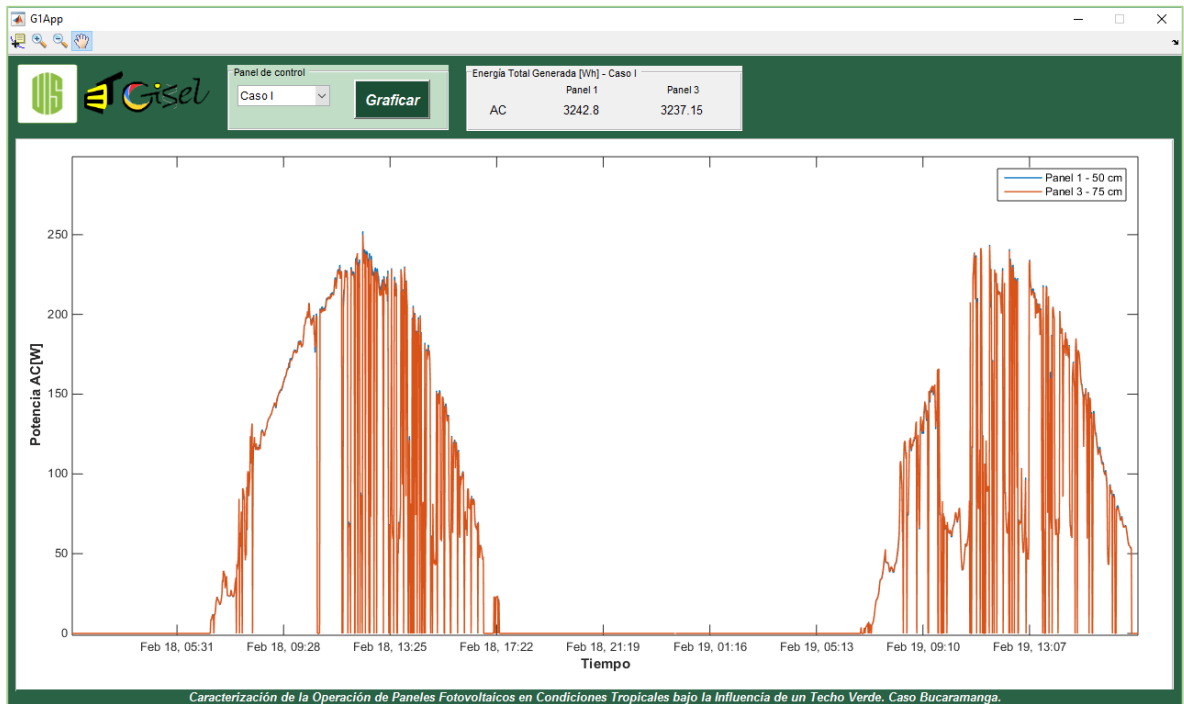 G1App
UIS
Gisel
Panel de control
Caso I
Graficar
Energía Total Generada [Wh] - Caso I
Panel 1 Panel 3
AC 3242.8 3237.15
Panel 1 - 50 cm
Panel 3 - 75 cm
Potencia AC[W]
250
200
150
100
50
0
Feb 18, 05:31 Feb 18, 09:28 Feb 18, 13:25 Feb 18, 17:22 Feb 18, 21:19 Feb 19, 01:16 Feb 19, 05:13 Feb 19, 09:10 Feb 19, 13:07
Tiempo
Caracterización de la Operación de Paneles Fotovoltaicos en Condiciones Tropicales bajo la Influencia de un Techo Verde. Caso Bucaramanga.